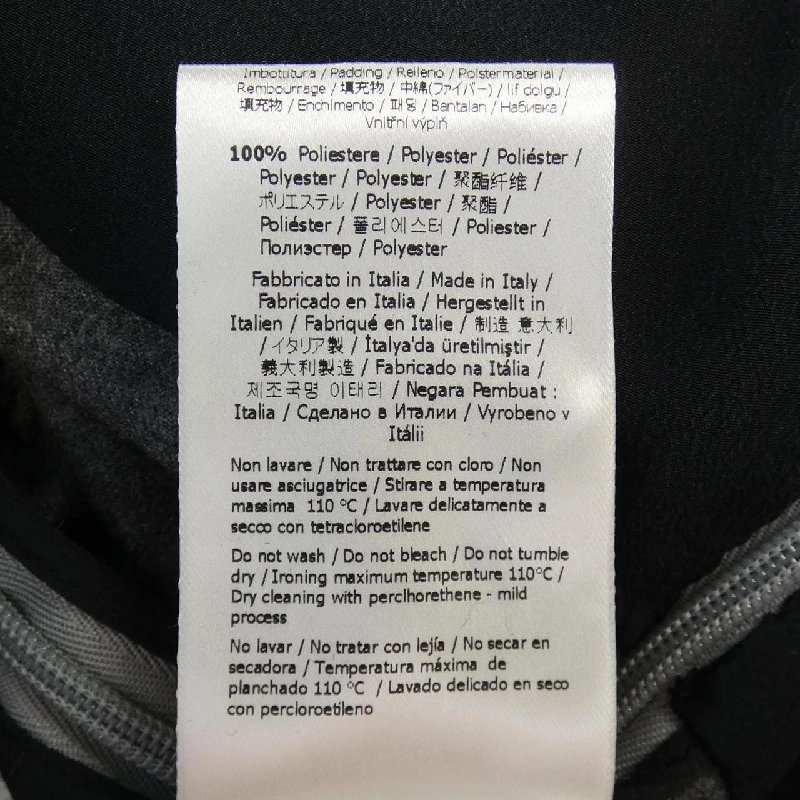 Imbottitura / Padding / Relleno / Polstermaterial /
Rembourrage / 填充物 / 中綿(ファイバー) / lif dolgu /
填充物 / Enchimento / 패딩 / Bantalan / Набивка /
Vnitřní výplň
100% Poliestere / Polyester / Poliéster /
Polyester / Polyester / 聚酯纤维 /
ポリエステル / Polyester / 聚酯 /
Poliéster / 폴리에스터 / Poliester /
Полиэстер / Polyester
Fabbricato in Italia / Made in Italy /
Fabricado en Italia / Hergestellt in
Italien / Fabriqué en Italie / 制造 意大利
/ イタリア製 / İtalya'da üretilmiştir /
義大利製造 / Fabricado na Itália /
제조국명 이태리 / Negara Pembuat :
Italia / Сделано в Италии / Vyrobeno v
Itálii
Non lavare / Non trattare con cloro / Non
usare asciugatrice / Stirare a temperatura
massima 110 °C / Lavare delicatamente a
secco con tetracloroetilene
Do not wash / Do not bleach / Do not tumble
dry / Ironing maximum temperature 110°C /
Dry cleaning with perclhorethene - mild
process
No lavar / No tratar con lejía / No secar en
secadora / Temperatura máxima de
planchado 110 °C / Lavado delicado en seco
con percloroetileno